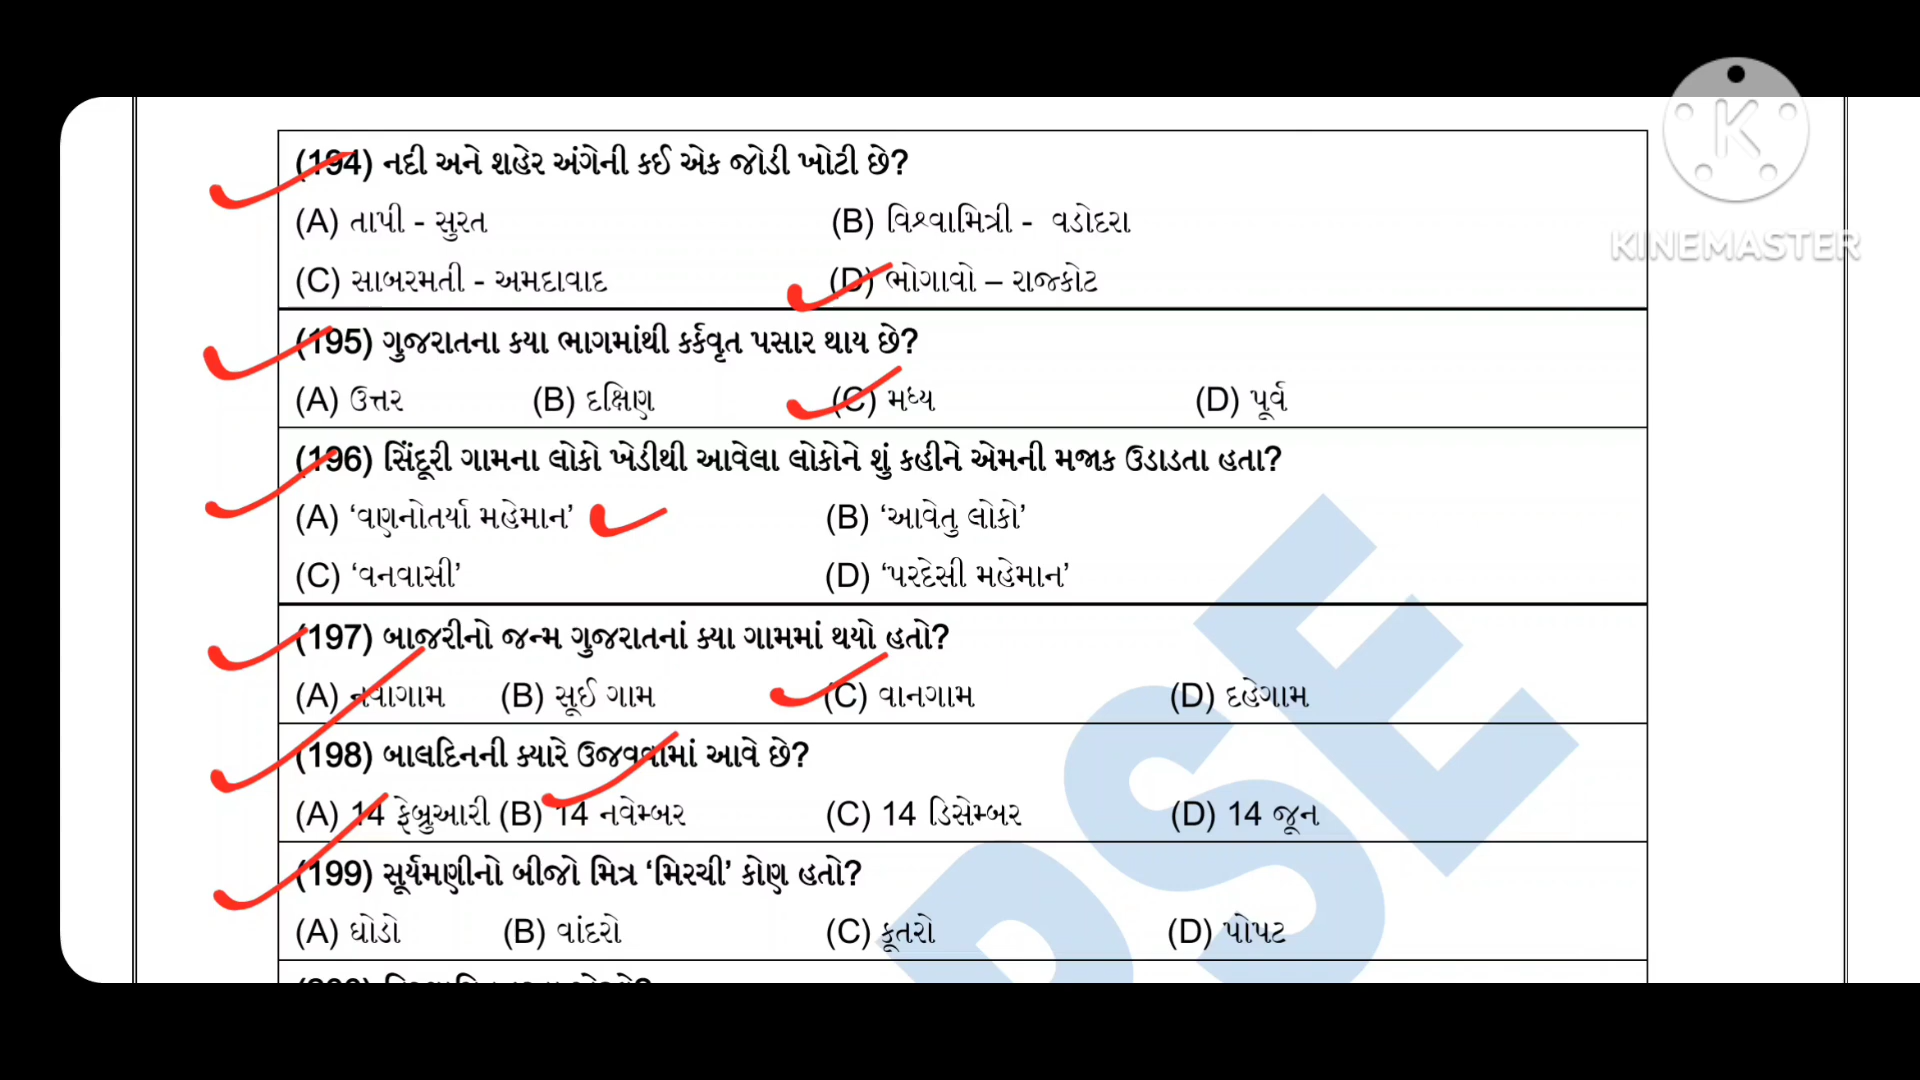 (194) નદી અને શહેર અંગેની કઈ એક જોડી ખોટી છે?
(A) તાપી - સુરત (B) વિશ્વામિત્રી - વડોદરા
(C) સાબરમતી - અમદાવાદ (D) ભોગાવો – રાજકોટ
(195) ગુજરાતના કયા ભાગમાંથી કર્કવૃત પસાર થાય છે?
(A) ઉત્તર (B) દક્ષિણ (C) મધ્ય (D) પૂર્વ
(196) સિંદૂરી ગામના લોકો ખેડીથી આવેલા લોકોને શું કહીને એમની મજાક ઉડાડતા હતા?
(A) ‘વણનોતર્યા મહેમાન’ (B) ‘આવેતુ લોકો’
(C) ‘વનવાસી’ (D) ‘પરદેસી મહેમાન’
(197) બાજરીનો જન્મ ગુજરાતનાં ક્યા ગામમાં થયો હતો?
(A) નવાગામ (B) સૂઈ ગામ (C) વાનગામ (D) દહેગામ
(198) બાલદિનની ક્યારે ઉજવવામાં આવે છે?
(A) 14 ફેબ્રુઆરી (B) 14 નવેમ્બર (C) 14 ડિસેમ્બર (D) 14 જૂન
(199) સૂર્યમણીનો બીજો મિત્ર ‘મિરચી’ કોણ હતો?
(A) ઘોડો (B) વાંદરો (C) કૂતરો (D) પોપટ
PSE
K
KINEMASTER